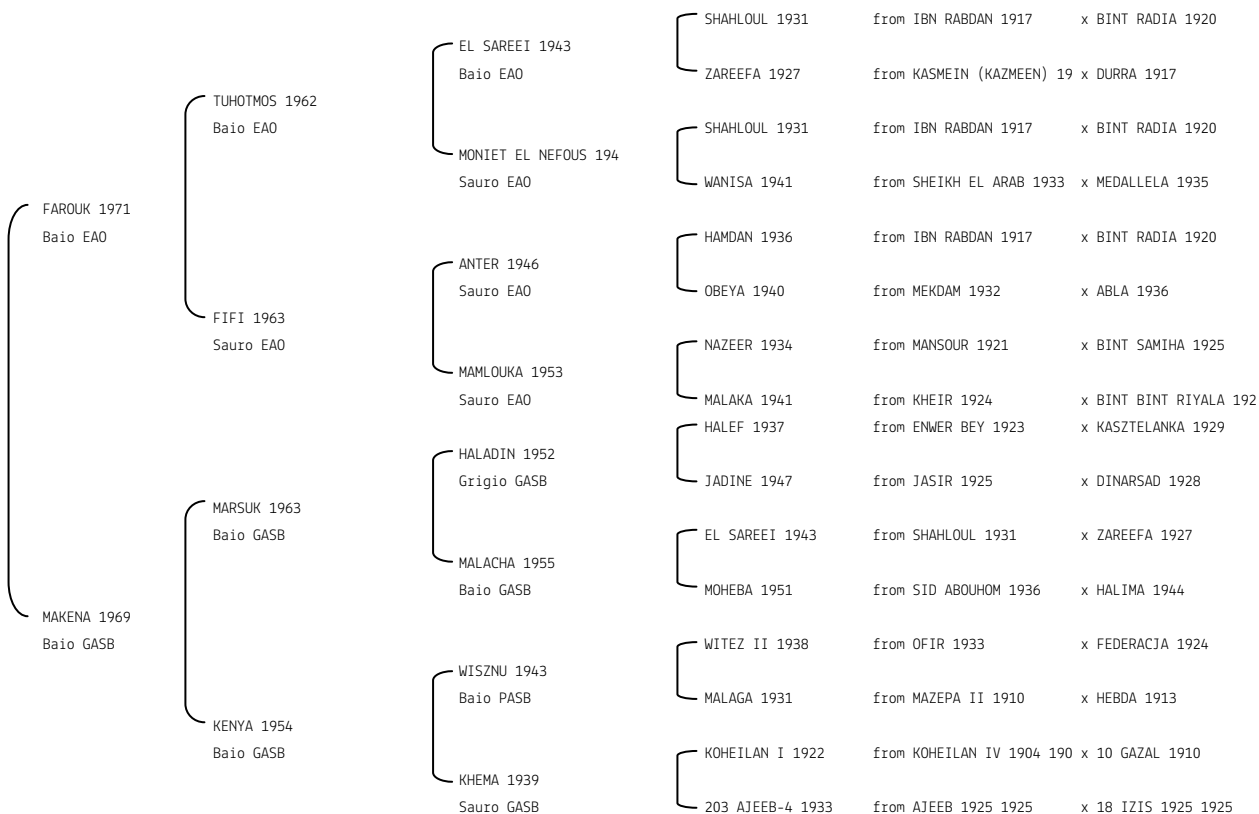 SHAHLOUL 1931 from IBN RABDAN 1917 x BINT RADIA 1920
EL SAREEI 1943
Baio EAO
ZAREEFA 1927 from KASMEIN (KAZMEEN) 19 x DURRA 1917
TUHOTMOS 1962
Baio EAO
SHAHLOUL 1931 from IBN RABDAN 1917 x BINT RADIA 1920
MONIET EL NEFOUS 194
Sauro EAO
WANISA 1941 from SHEIKH EL ARAB 1933 x MEDALLELA 1935
FAROUK 1971
Baio EAO
HAMDAN 1936 from IBN RABDAN 1917 x BINT RADIA 1920
ANTER 1946
Sauro EAO
OBEYA 1940 from MEKDAM 1932 x ABLA 1936
FIFI 1963
Sauro EAO
NAZEER 1934 from MANSOUR 1921 x BINT SAMIHA 1925
MAMLOUKA 1953
Sauro EAO
MALAKA 1941 from KHEIR 1924 x BINT BINT RIYALA 192
HALEF 1937 from ENWER BEY 1923 x KASZTELANKA 1929
HALADIN 1952
Grigio GASB
JADINE 1947 from JASIR 1925 x DINARSAD 1928
MARSUK 1963
Baio GASB
EL SAREEI 1943 from SHAHLOUL 1931 x ZAREEFA 1927
MALACHA 1955
Baio GASB
MOHEBA 1951 from SID ABOUHOM 1936 x HALIMA 1944
MAKENA 1969
Baio GASB
WITEZ II 1938 from OFIR 1933 x FEDERACJA 1924
WISZNU 1943
Baio PASB
MALAGA 1931 from MAZEPA II 1910 x HEBDA 1913
KENYA 1954
Baio GASB
KOHEILAN I 1922 from KOHEILAN IV 1904 190 x 10 GAZAL 1910
KHEMA 1939
Sauro GASB
203 AJEEB-4 1933 from AJEEB 1925 1925 x 18 IZIS 1925 1925